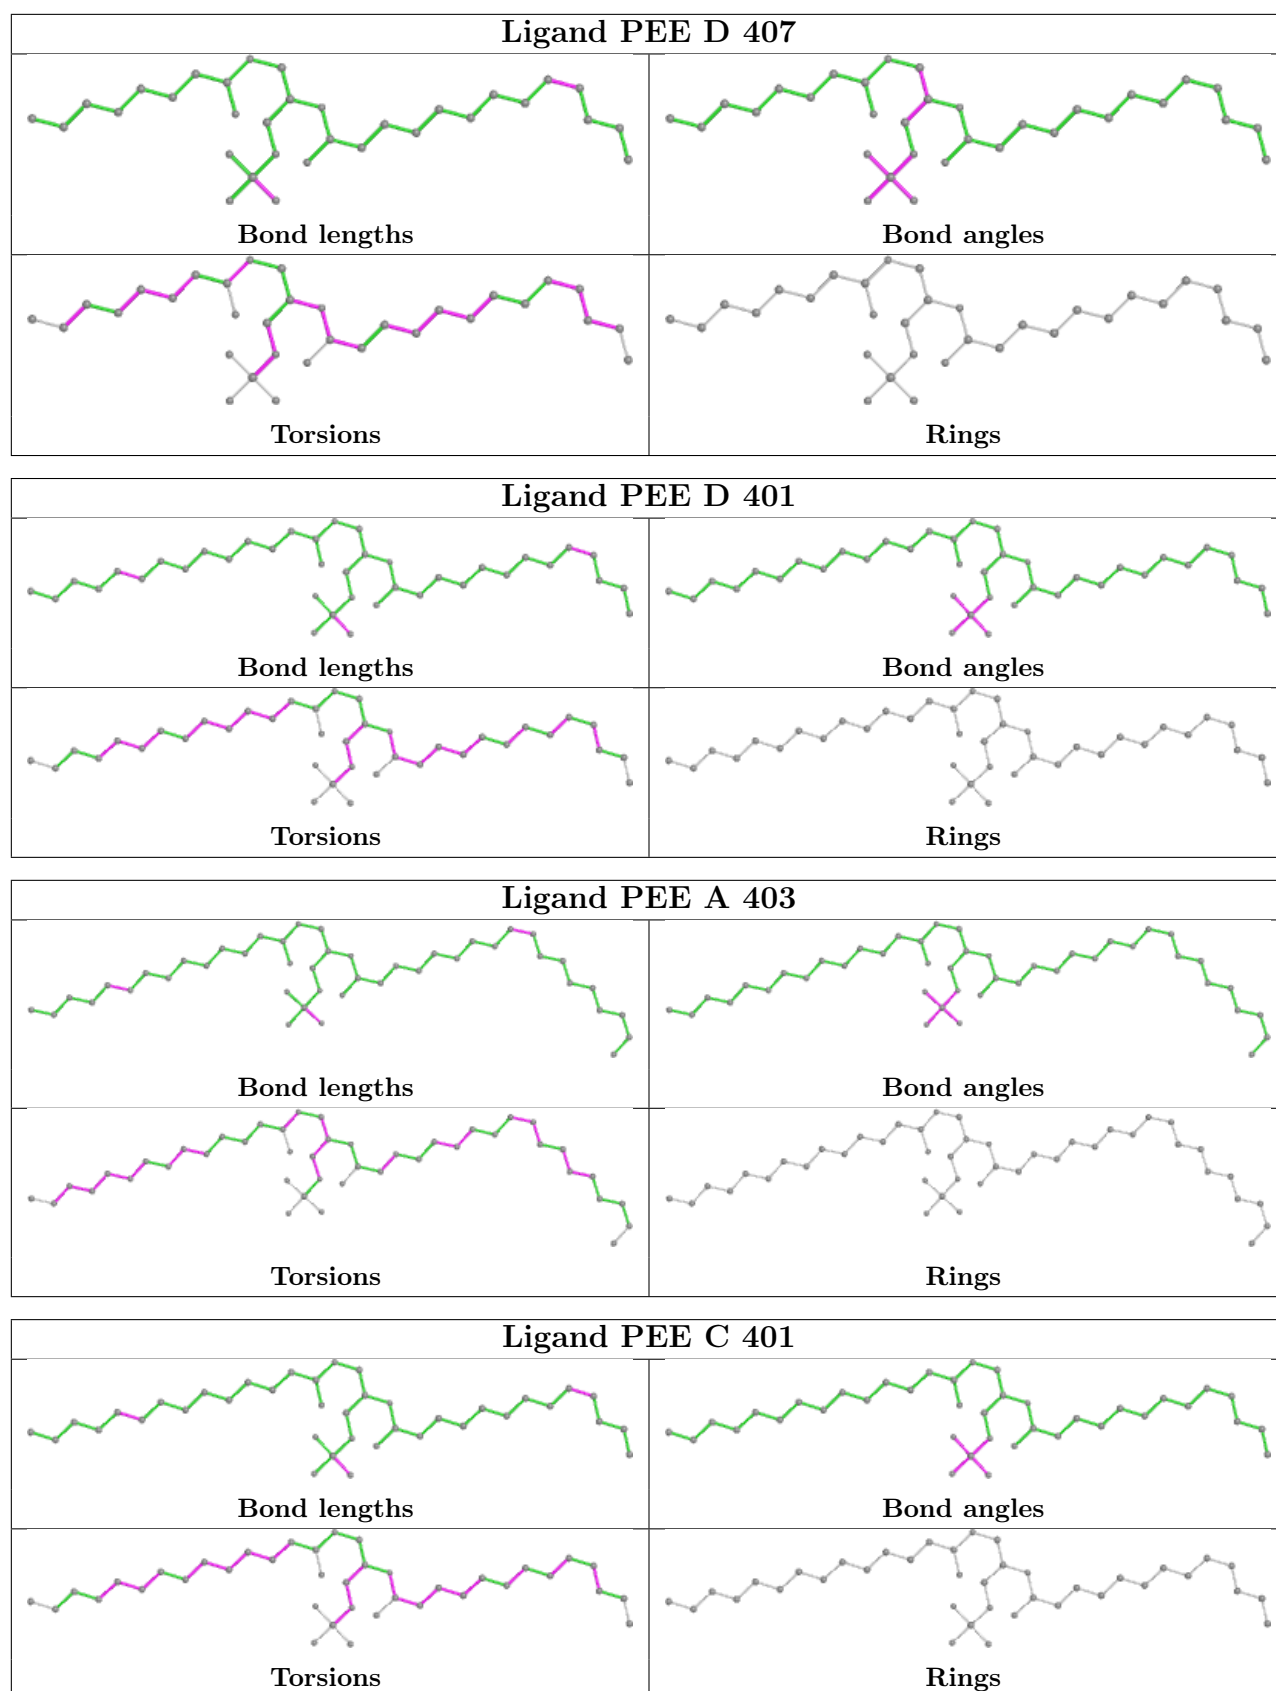 Ligand PEE D 407
Bond lengths
Bond angles
Torsions
Rings
Ligand PEE D 401
Bond lengths
Bond angles
Torsions
Rings
Ligand PEE A 403
Bond lengths
Bond angles
Torsions
Rings
Ligand PEE C 401
Bond lengths
Bond angles
Torsions
Rings